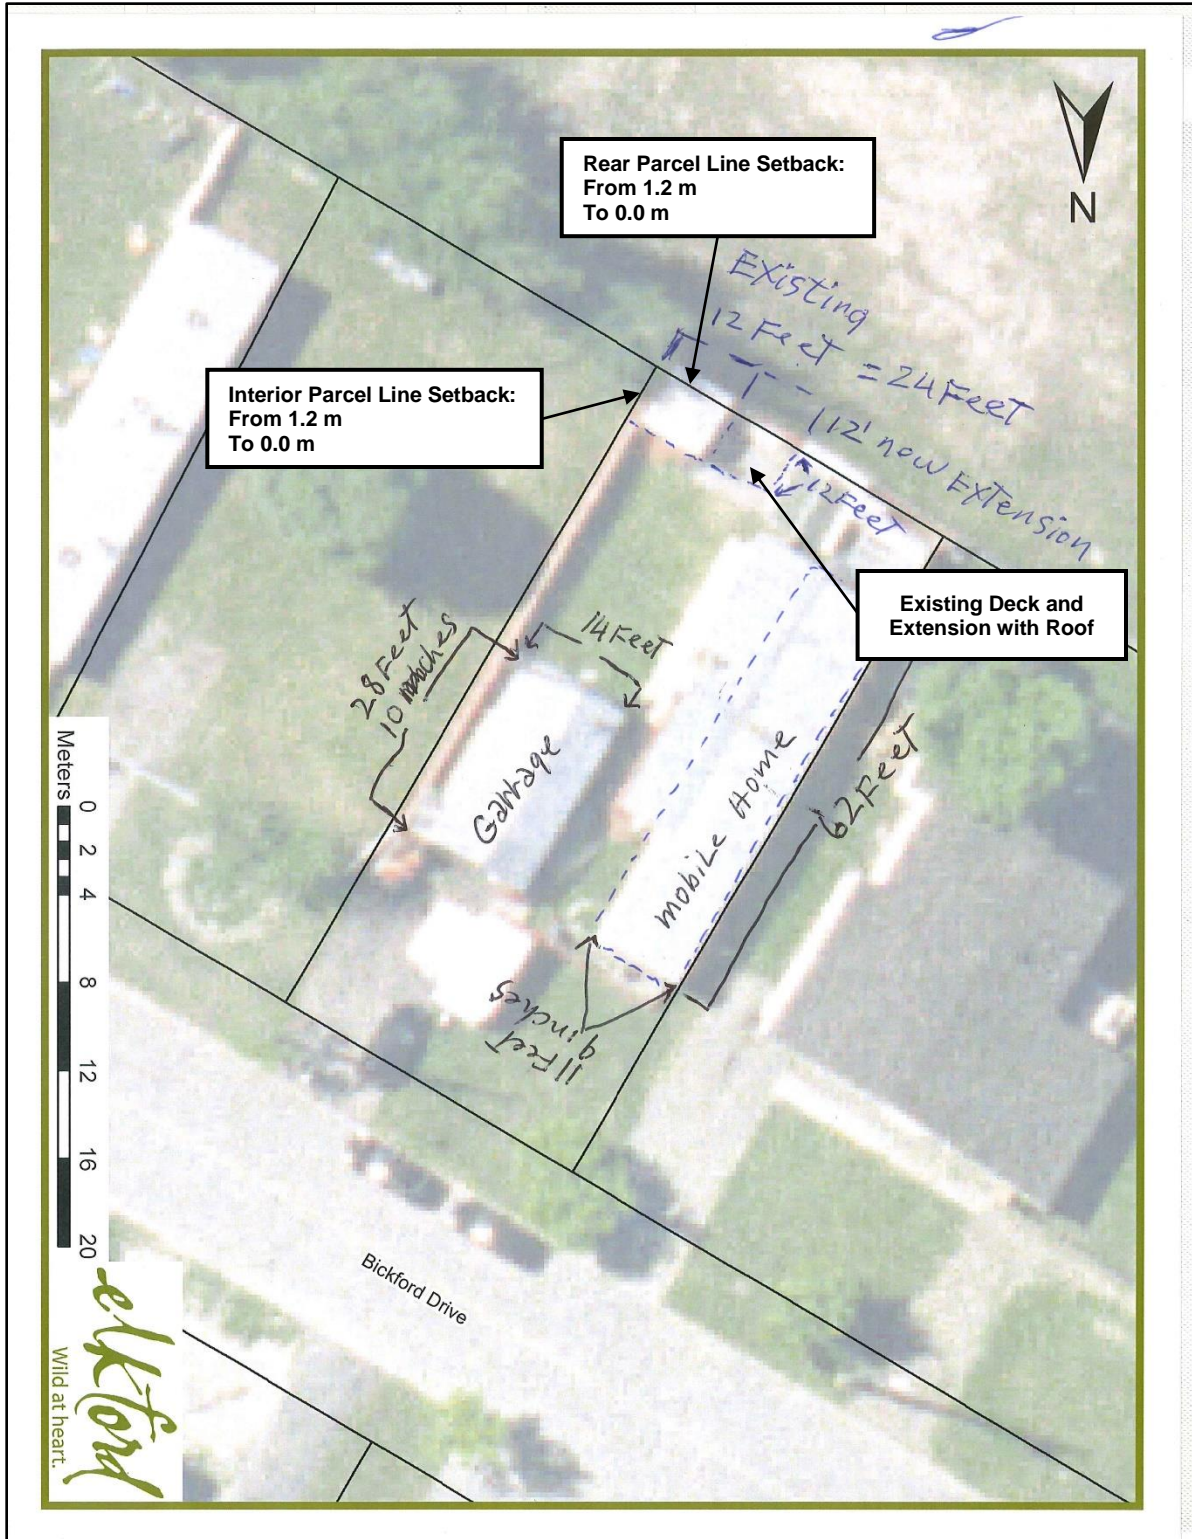 N
Rear Parcel Line Setback:
From 1.2 m
To 0.0 m
Existing
12 Feet = 24 Feet
12' new Extension
12 Feet
Interior Parcel Line Setback:
From 1.2 m
To 0.0 m
Existing Deck and
Extension with Roof
14 Feet
28 Feet
10 inches
Garrage
mobile Home
62 Feet
11 Feet
9 inches
Meters 0 2 4 8 12 16 20
Bickford Drive
elkford
Wild at heart.